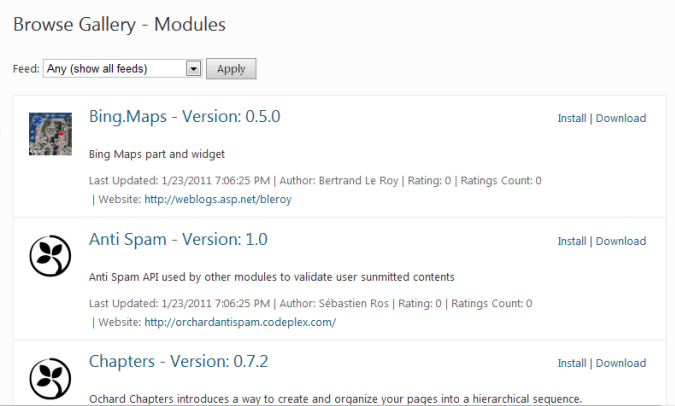 Browse Gallery - Modules
Feed: Any (show all feeds) Apply
Bing.Maps - Version: 0.5.0 Install | Download
Bing Maps part and widget
Last Updated: 1/23/2011 7:06:25 PM | Author: Bertrand Le Roy | Rating: 0 | Ratings Count: 0
| Website: http://weblogs.asp.net/bleroy
Anti Spam - Version: 1.0 Install | Download
Anti Spam API used by other modules to validate user sunmitted contents
Last Updated: 1/23/2011 7:06:25 PM | Author: Sébastien Ros | Rating: 0 | Ratings Count: 0
| Website: http://orchardantispam.codeplex.com/
Chapters - Version: 0.7.2 Install | Download
Ochard Chapters introduces a way to create and organize your pages into a hierarchical sequence.